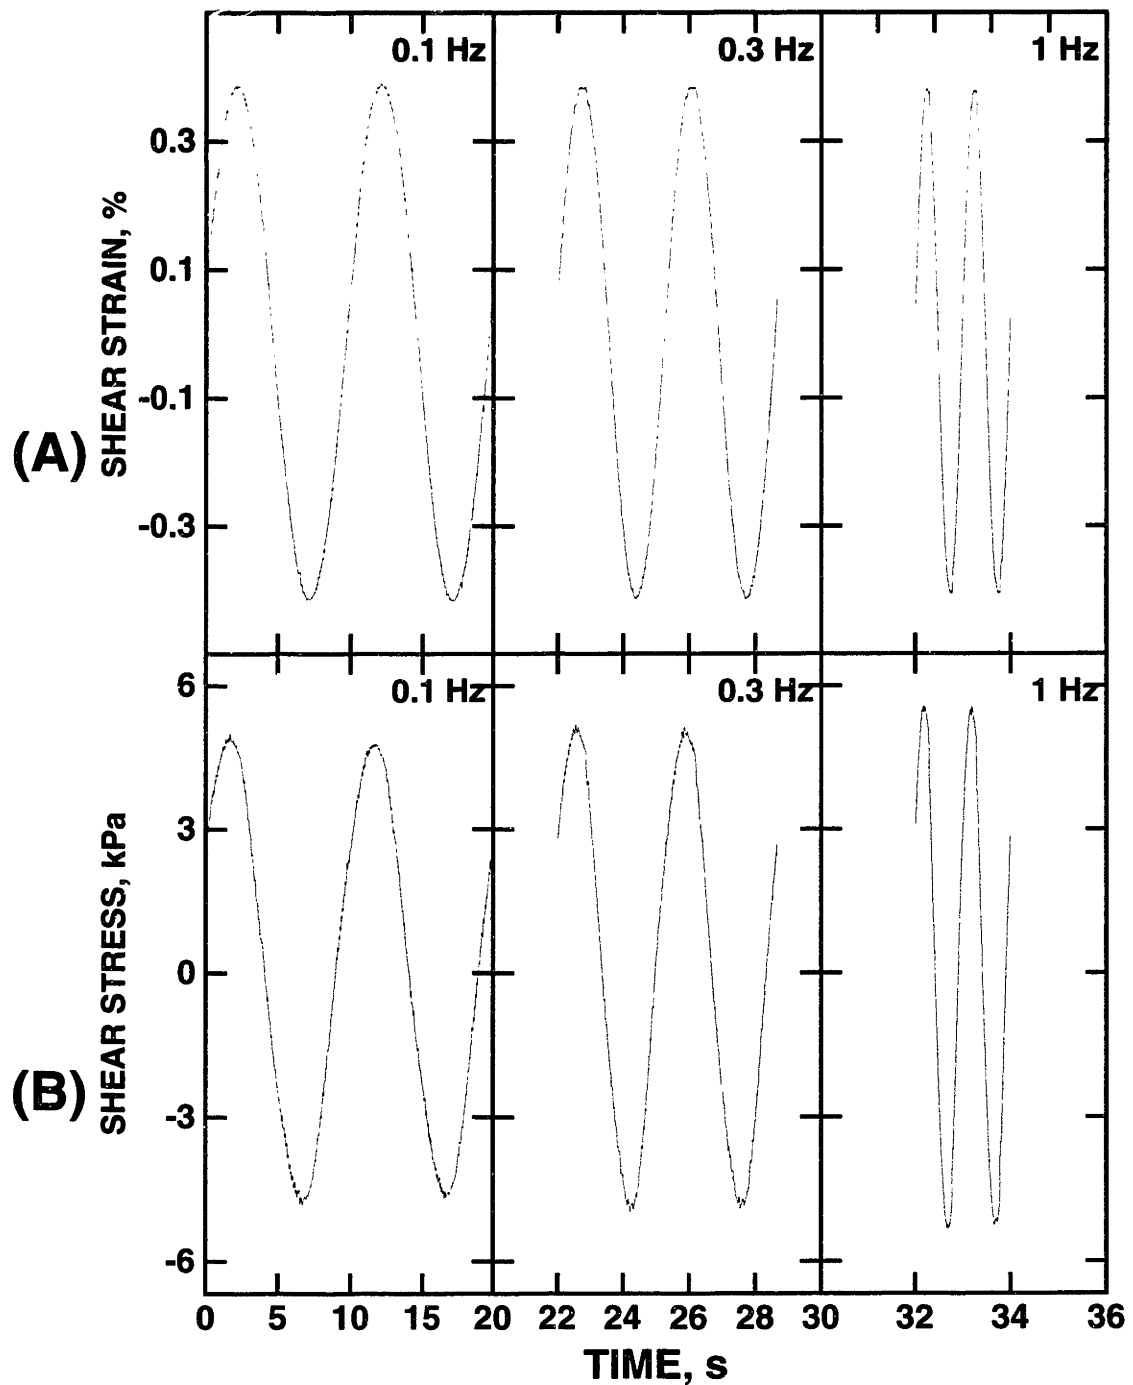 0.1 Hz 0.3 Hz 1 Hz
0.3
0.1
-0.1
-0.3
SHEAR STRAIN, %
(A)
0.1 Hz 0.3 Hz 1 Hz
6
3
0
-3
-6
SHEAR STRESS, kPa
(B)
0 5 10 15 20 22 24 26 28 30 32 34 36
TIME, s